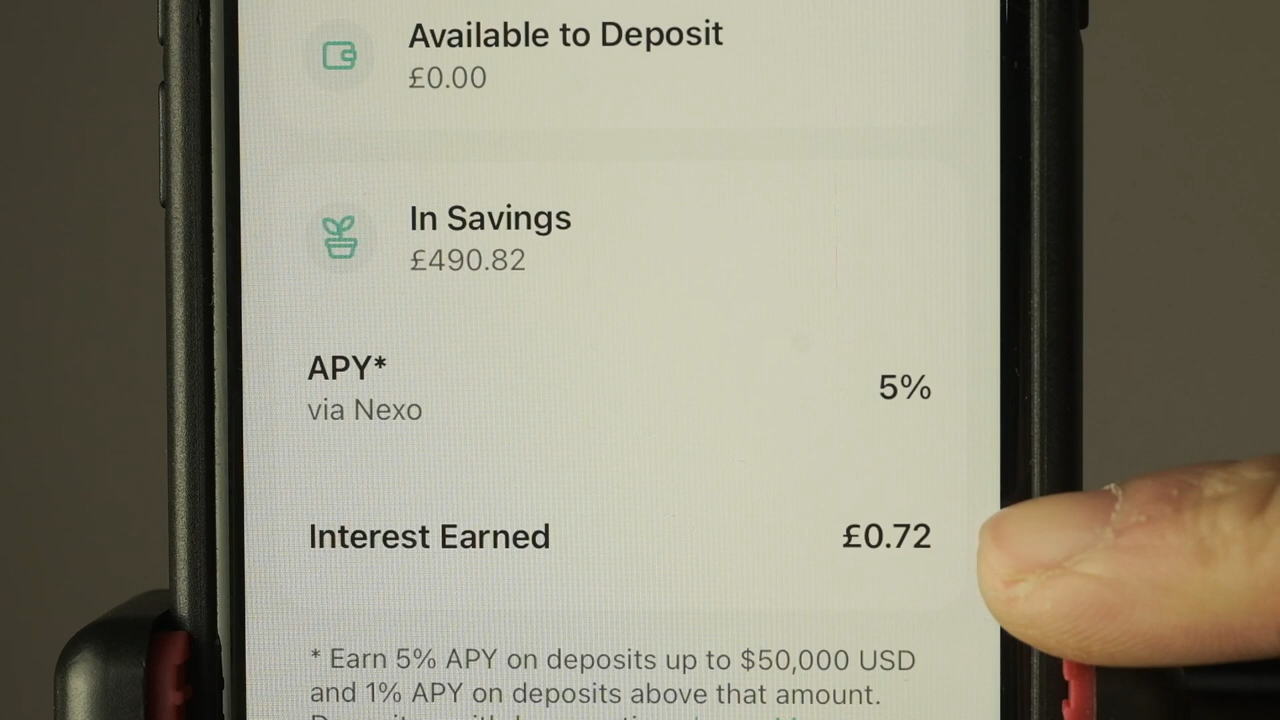 Available to Deposit
£0.00
In Savings
£490.82
APY*
via Nexo
5%
Interest Earned
£0.72
* Earn 5% APY on deposits up to $50,000 USD
and 1% APY on deposits above that amount.